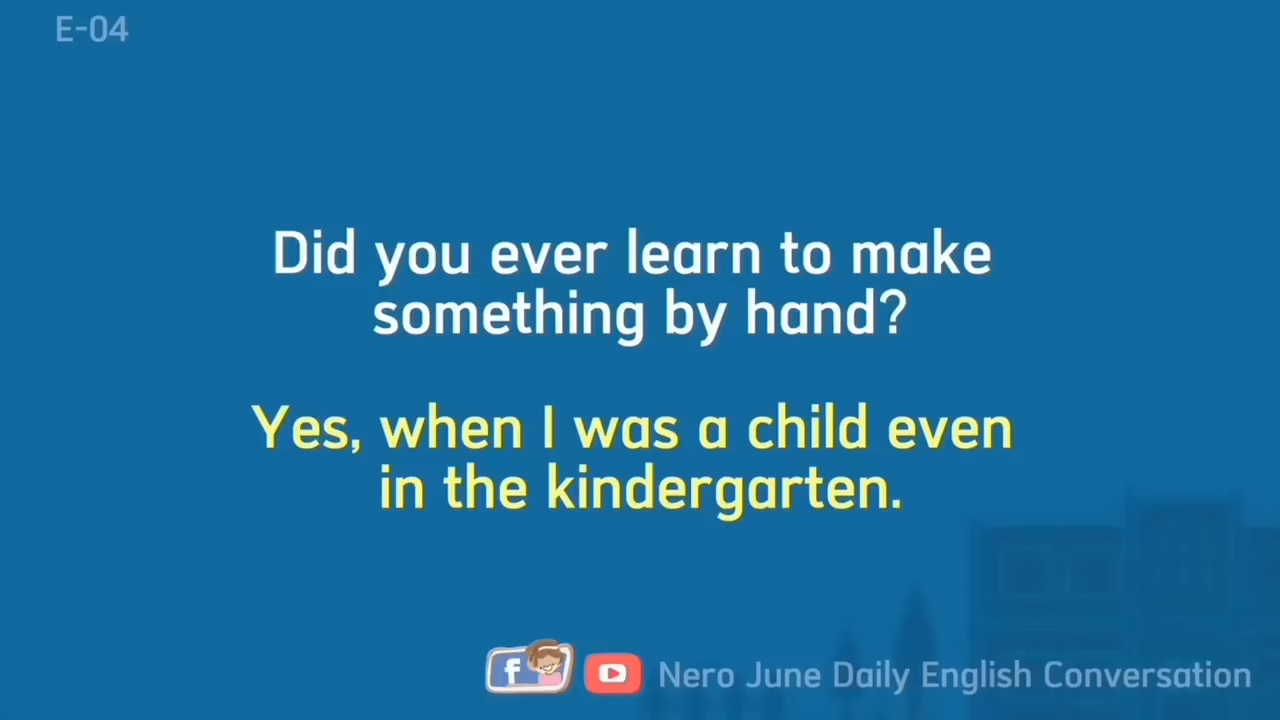 E-04
Did you ever learn to make
something by hand?
Yes, when I was a child even
in the kindergarten.
f Nero June Daily English Conversation